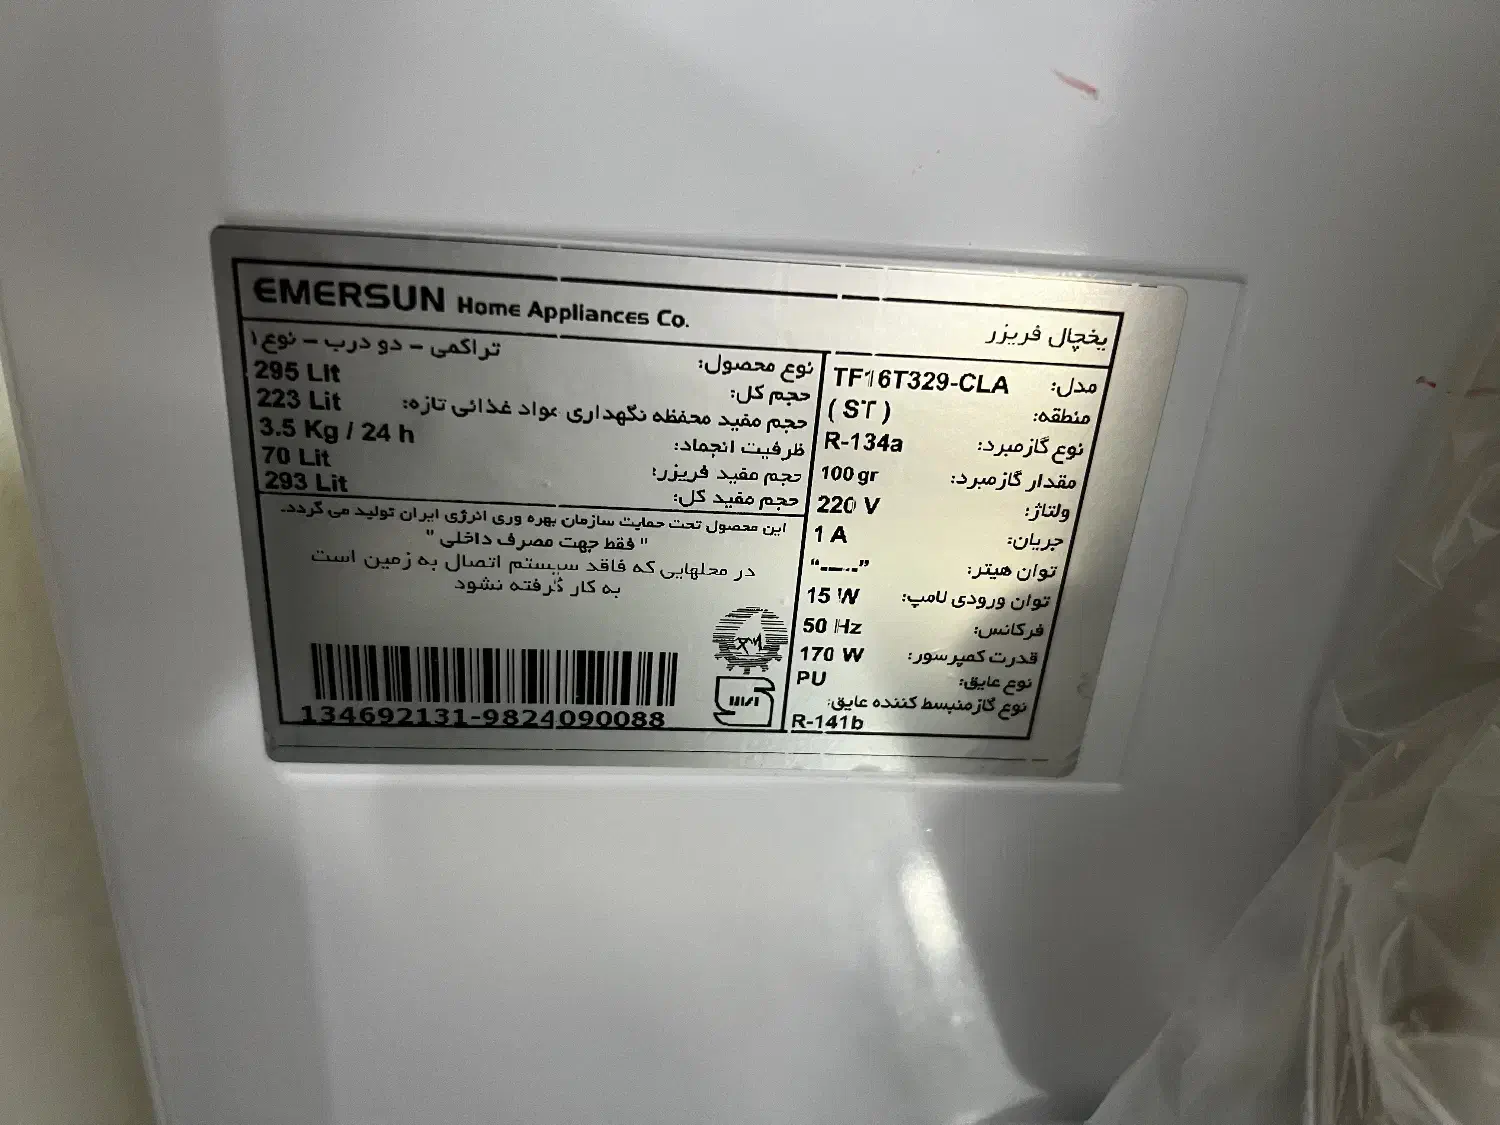 EMERSUN Home Appliances Co.
یخچال فریزر
مدل: TF16T329-CLA
منطقه: ( ST )
نوع گاز مبرد: R-134a
مقدار گاز مبرد: 100 gr
ولتاژ: 220 V
جریان: 1 A
توان هیتر: "-----"
توان ورودی لامپ: 15 W
فرکانس: 50 Hz
قدرت کمپرسور: 170 W
نوع عایق: PU
نوع گاز منبسط کننده عایق:
R-141b
نوع محصول: تراکمی - دو درب - نوع ۱
حجم کل: 295 Lit
حجم مفید محفظه نگهداری مواد غذائی تازه: 223 Lit
ظرفیت انجماد: 3.5 Kg / 24 h
حجم مفید فریزر: 70 Lit
حجم مفید کل: 293 Lit
این محصول تحت حمایت سازمان بهره وری انرژی ایران تولید می گردد.
" فقط جهت مصرف داخلی "
در محلهایی که فاقد سیستم اتصال به زمین است
به کار گرفته نشود
134692131-9824090088